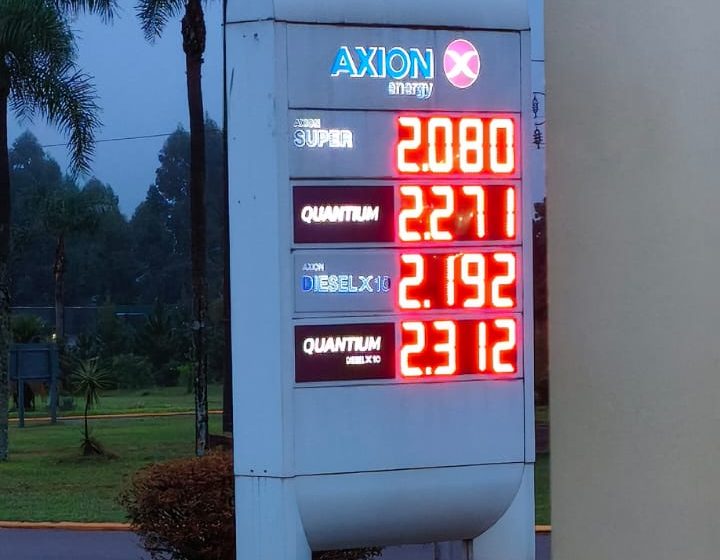 AXION
energy
AXION
SUPER 2.080
QUANTIUM 2.271
AXION
DIESEL X10 2.192
QUANTIUM 2.312
DIESEL X10